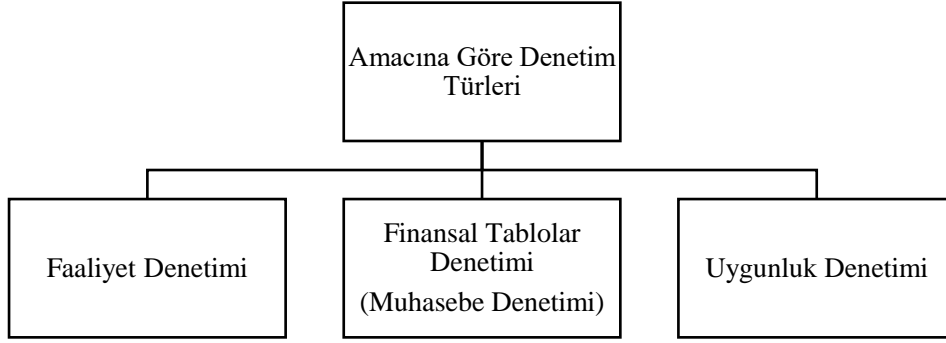 Amacına Göre Denetim
Türleri
Faaliyet Denetimi
Finansal Tablolar
Denetimi
(Muhasebe Denetimi)
Uygunluk Denetimi